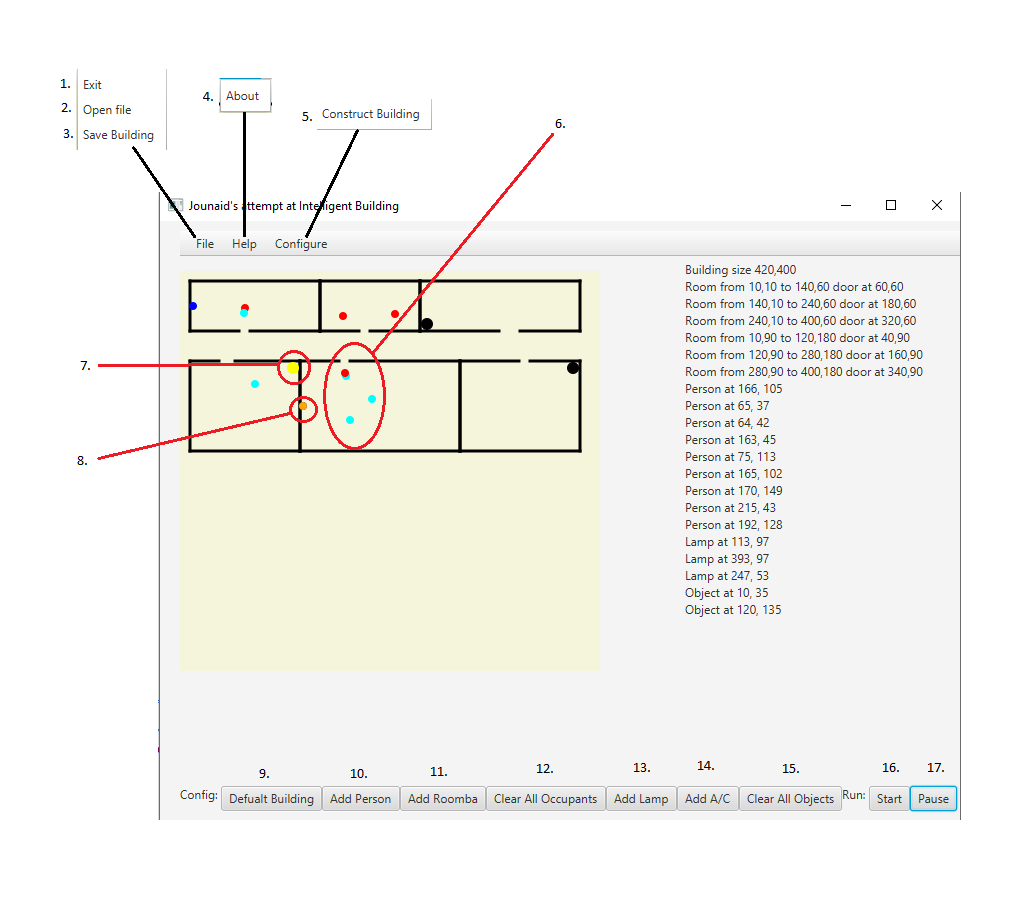 1. Exit
2. Open file
3. Save Building
4. About
5. Construct Building
6.
Jounaid's attempt at Intelligent Building
File Help Configure
Building size 420,400
Room from 10,10 to 140,60 door at 60,60
Room from 140,10 to 240,60 door at 180,60
Room from 240,10 to 400,60 door at 320,60
Room from 10,90 to 120,180 door at 40,90
Room from 120,90 to 280,180 door at 160,90
Room from 280,90 to 400,180 door at 340,90
Person at 166, 105
Person at 65, 37
Person at 64, 42
Person at 163, 45
Person at 75, 113
Person at 165, 102
Person at 170, 149
Person at 215, 43
Person at 192, 128
Lamp at 113, 97
Lamp at 393, 97
Lamp at 247, 53
Object at 10, 35
Object at 120, 135
7.
8.
9. 10. 11. 12. 13. 14. 15. 16. 17.
Config: Defualt Building Add Person Add Roomba Clear All Occupants Add Lamp Add A/C Clear All Objects Run: Start Pause